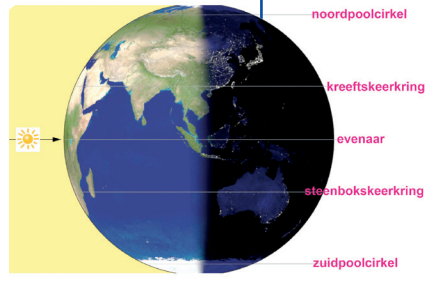 noordpoolcirkel
kreeftskeerkring
evenaar
steenbokskeerkring
zuidpoolcirkel